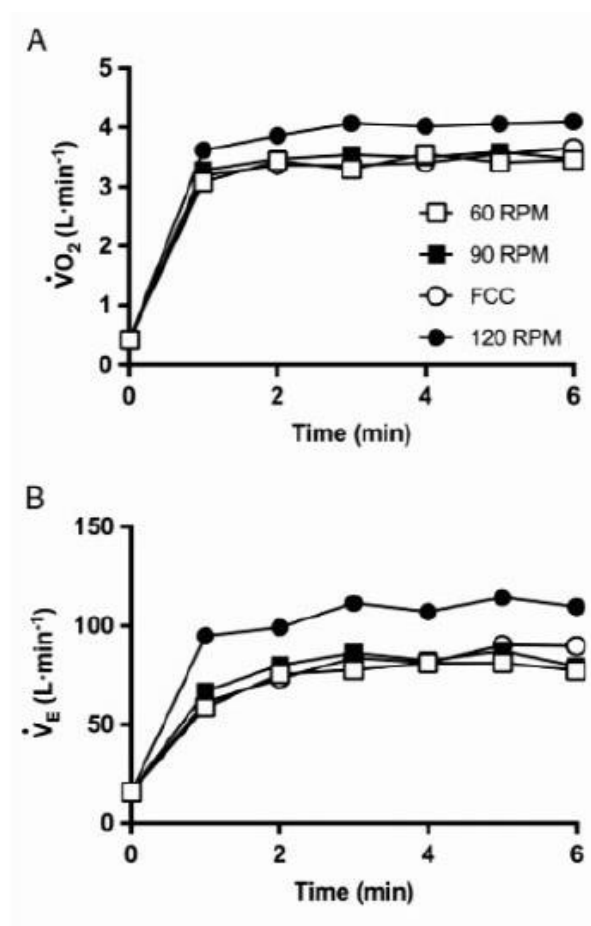 A
5
4
3
2
1
0
V̇O₂ (L·min⁻¹)
60 RPM
90 RPM
FCC
120 RPM
0 2 4 6
Time (min)
B
150
100
50
0
V̇E (L·min⁻¹)
0 2 4 6
Time (min)